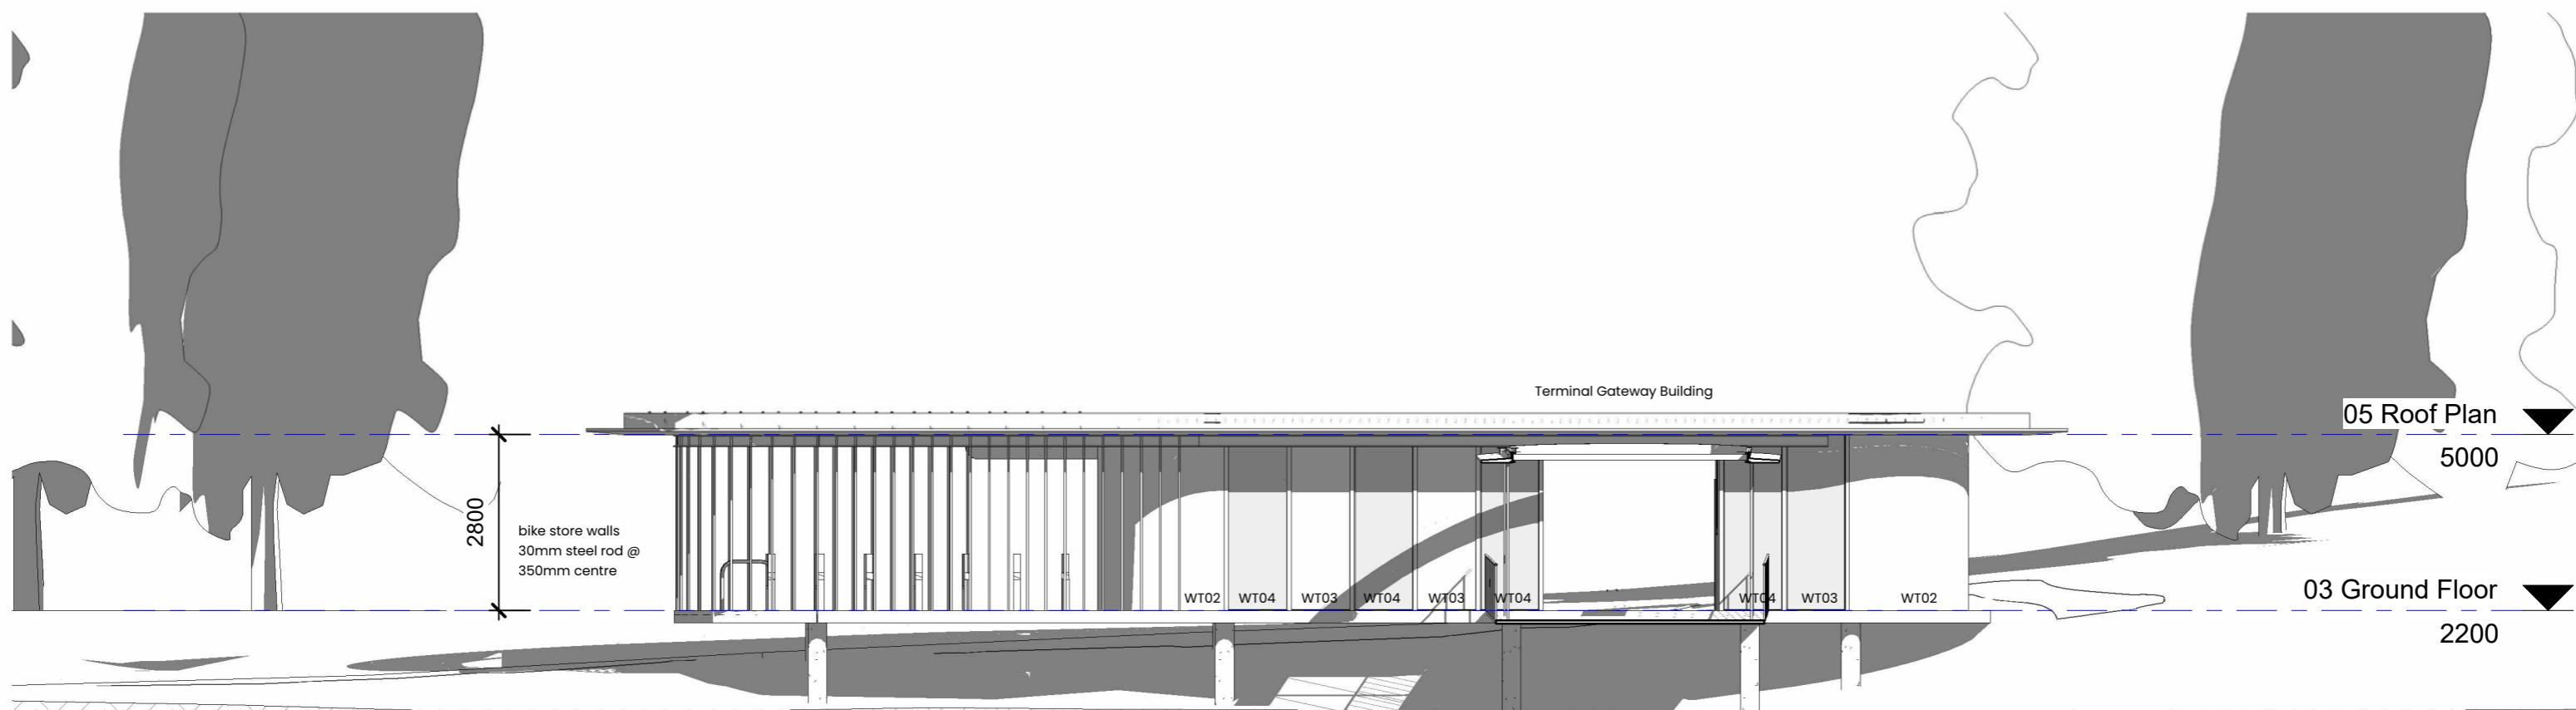 Terminal Gateway Building
05 Roof Plan
5000
2800
bike store walls
30mm steel rod @
350mm centre
WT02 WT04 WT03 WT04 WT03 WT04 WT04 WT03 WT02
03 Ground Floor
2200